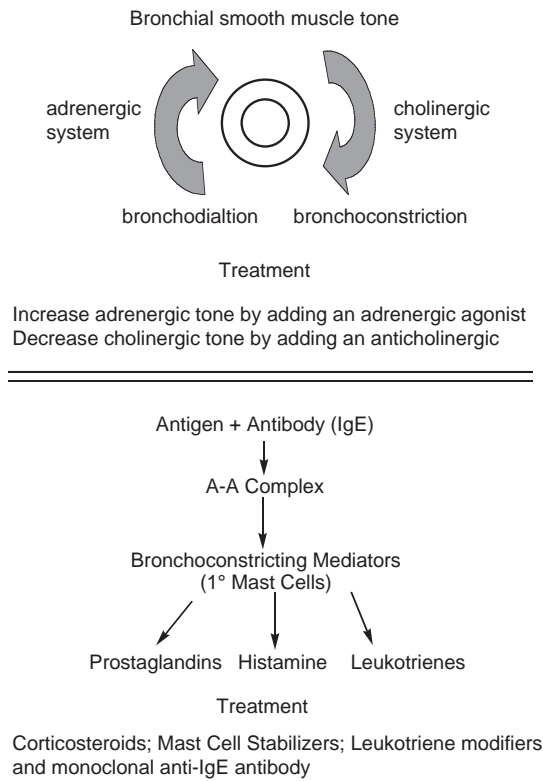 Bronchial smooth muscle tone
adrenergic
system
cholinergic
system
bronchodialtion
bronchoconstriction
Treatment
Increase adrenergic tone by adding an adrenergic agonist
Decrease cholinergic tone by adding an anticholinergic
Antigen + Antibody (IgE)
A-A Complex
Bronchoconstricting Mediators
(1° Mast Cells)
Prostaglandins Histamine Leukotrienes
Treatment
Corticosteroids; Mast Cell Stabilizers; Leukotriene modifiers
and monoclonal anti-IgE antibody